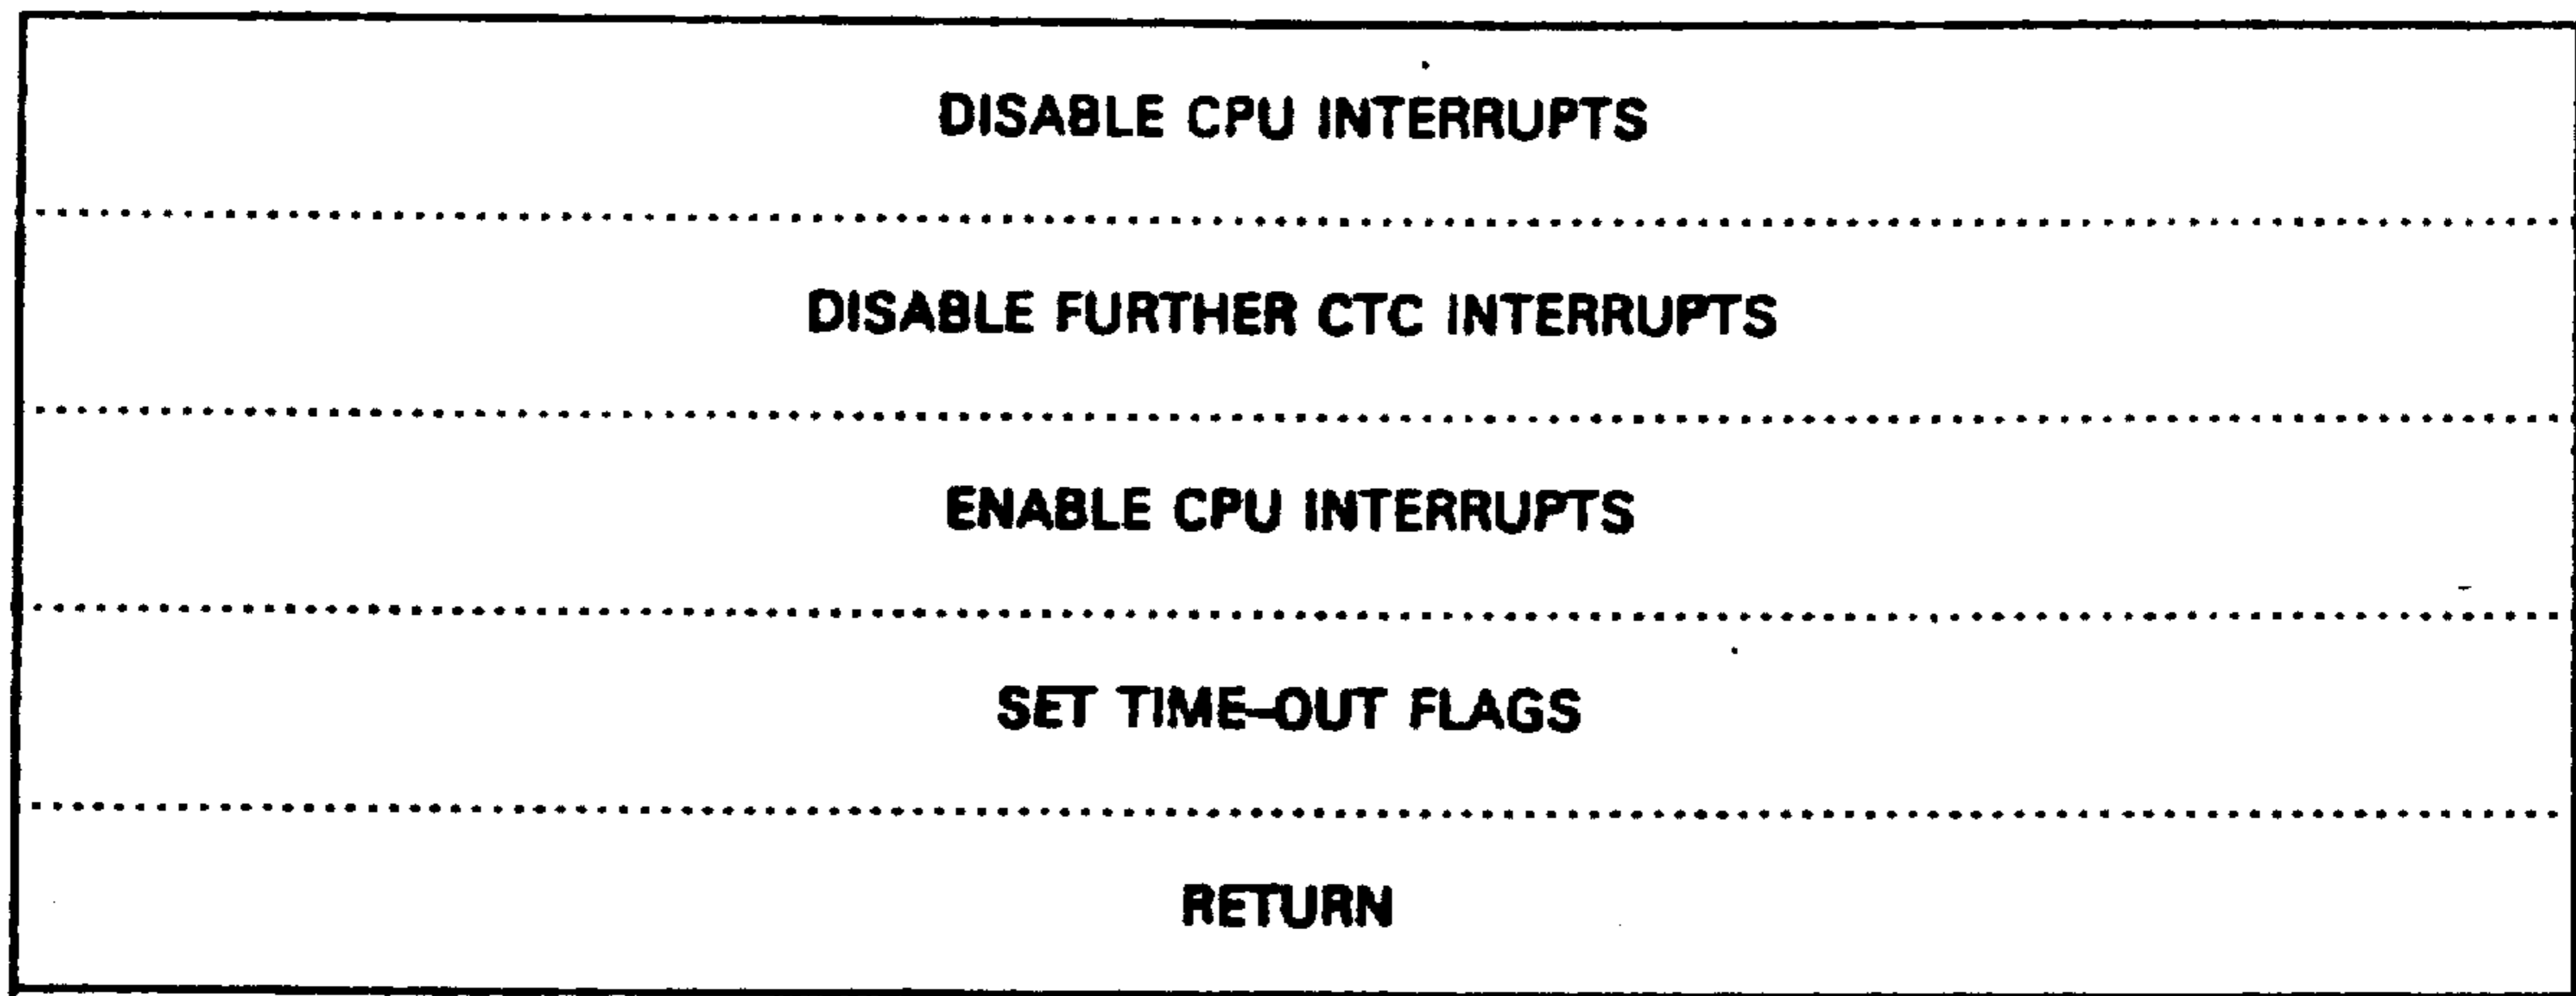 DISABLE CPU INTERRUPTS
DISABLE FURTHER CTC INTERRUPTS
ENABLE CPU INTERRUPTS
SET TIME-OUT FLAGS
RETURN